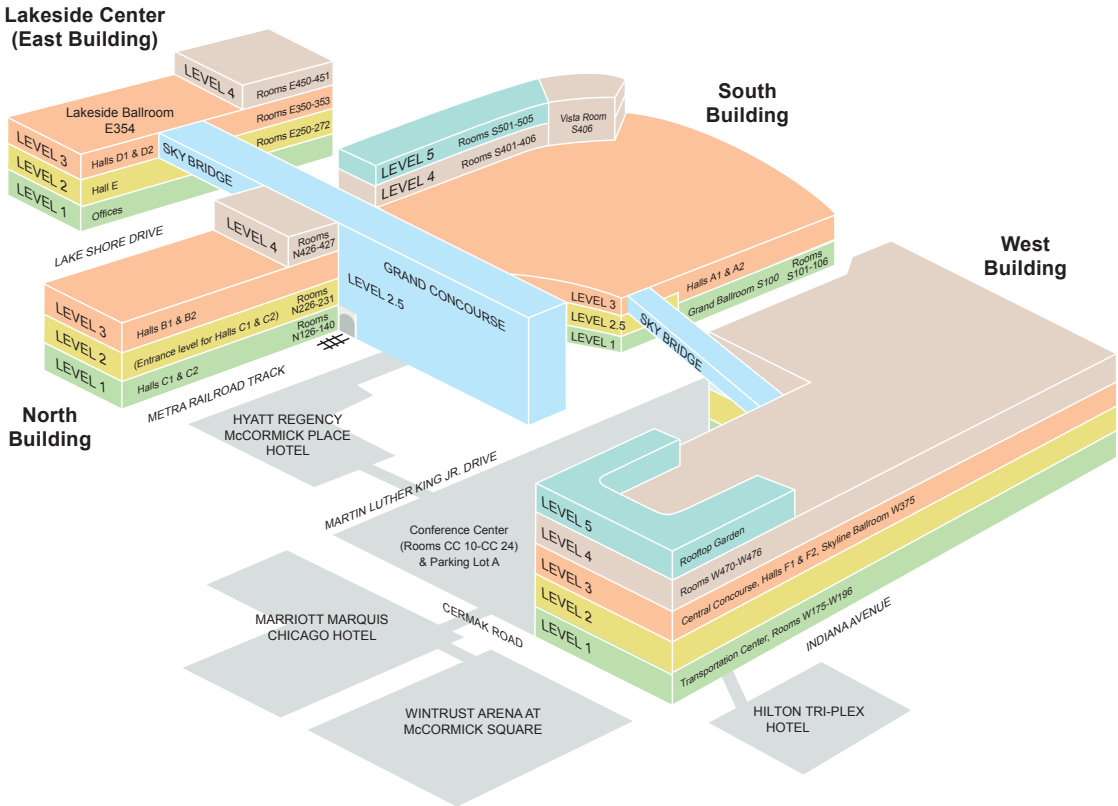 Lakeside Center
(East Building)
LEVEL 4
Rooms E450-451
Lakeside Ballroom
E354
Rooms E350-353
Rooms E250-272
LEVEL 3
Halls D1 & D2
LEVEL 2
Hall E
LEVEL 1
Offices
SKY BRIDGE
LAKE SHORE DRIVE
South
Building
LEVEL 5
Rooms S501-505
Vista Room
S406
LEVEL 4
Rooms S401-406
LEVEL 3
Halls A1 & A2
LEVEL 2.5
Grand Ballroom S100
Rooms
S101-106
LEVEL 1
GRAND CONCOURSE
LEVEL 2.5
SKY BRIDGE
LEVEL 4
Rooms
N426-427
LEVEL 3
Halls B1 & B2
Rooms
N226-231
LEVEL 2
(Entrance level for Halls C1 & C2)
Rooms
N126-140
LEVEL 1
Halls C1 & C2
North
Building
METRA RAILROAD TRACK
West
Building
HYATT REGENCY
McCORMICK PLACE
HOTEL
MARTIN LUTHER KING JR. DRIVE
Conference Center
(Rooms CC 10-CC 24)
& Parking Lot A
LEVEL 5
Rooftop Garden
LEVEL 4
Rooms W470-W476
LEVEL 3
Central Concourse, Halls F1 & F2, Skyline Ballroom W375
LEVEL 2
LEVEL 1
Transportation Center, Rooms W175-W196
INDIANA AVENUE
CERMAK ROAD
MARRIOTT MARQUIS
CHICAGO HOTEL
WINTRUST ARENA AT
McCORMICK SQUARE
HILTON TRI-PLEX
HOTEL